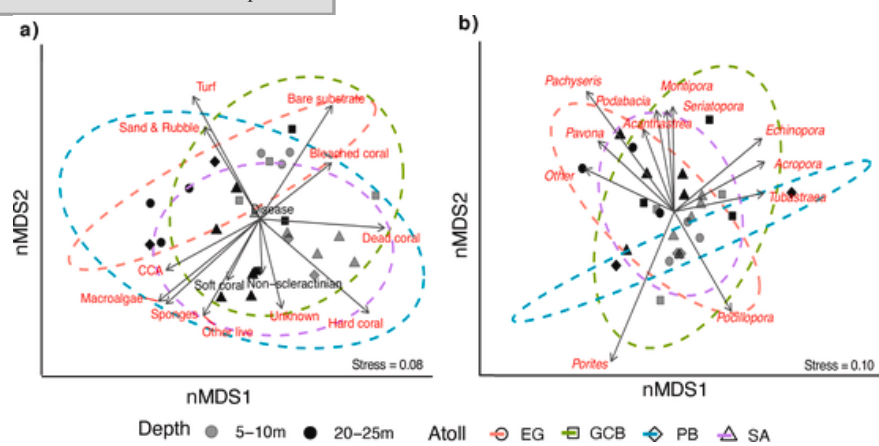 a)
Turf
Bare substrate
Sand & Rubble
Bleached coral
Disease
Dead coral
CCA
Soft coral
Non-scleractinian
Macroalgae
Sponges
Unknown
Hard coral
Other live
Stress = 0.08
nMDS2
nMDS1
b)
Pachyseris
Montipora
Podabacia
Seriatopora
Acanthastrea
Pavona
Echinopora
Other
Acropora
Tubastraea
Pocillopora
Porites
Stress = 0.10
nMDS2
nMDS1
Depth 5–10m 20–25m Atoll EG GCB PB SA